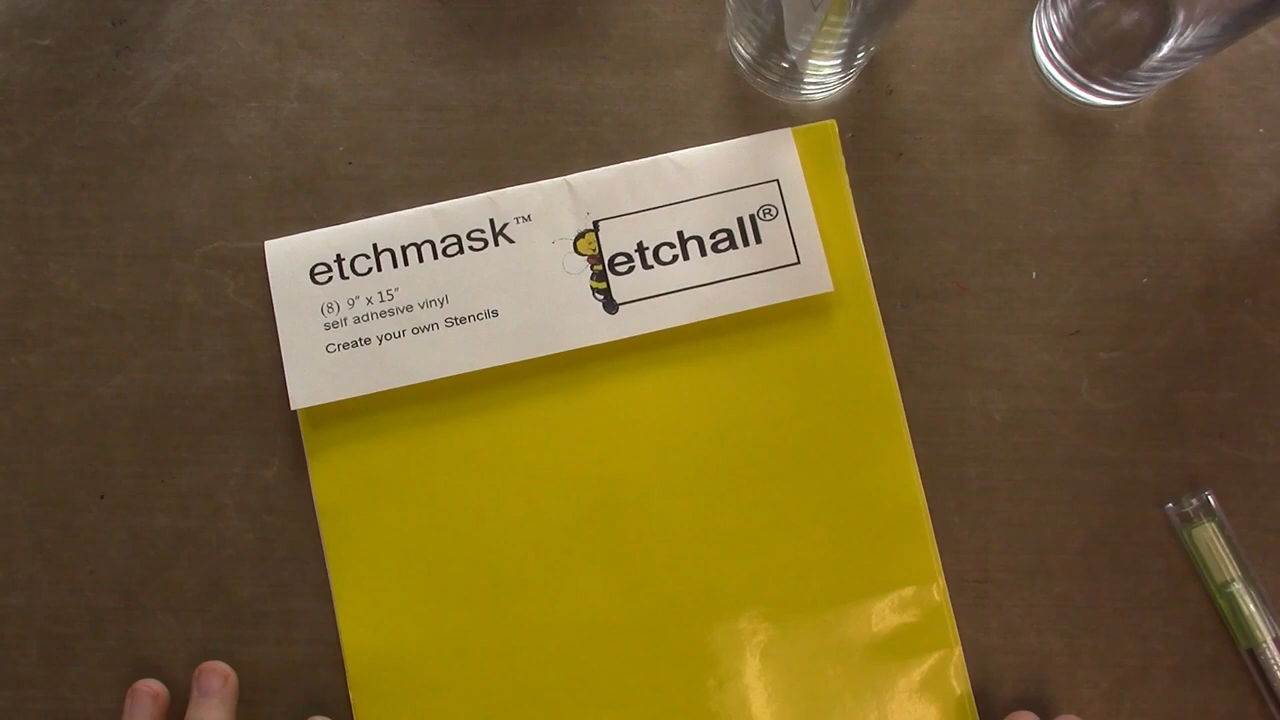 etchmask™
(8) 9" x 15"
self adhesive vinyl
Create your own Stencils
etchall®